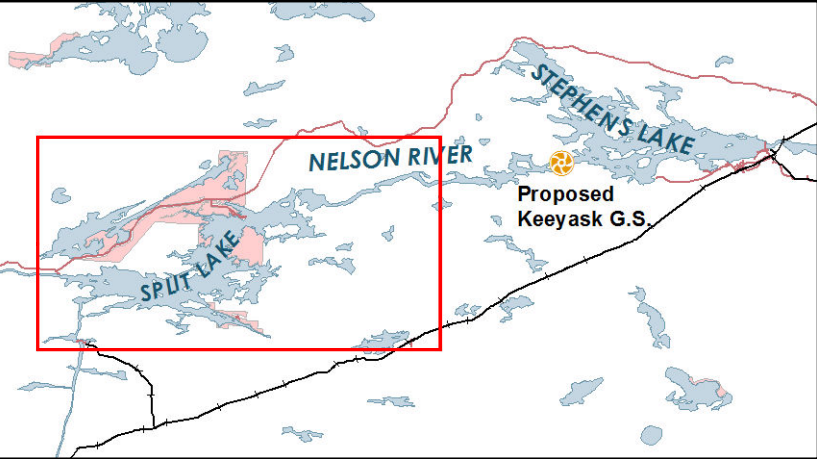 STEPHENS LAKE
NELSON RIVER
Proposed
Keeyask G.S.
SPLIT LAKE